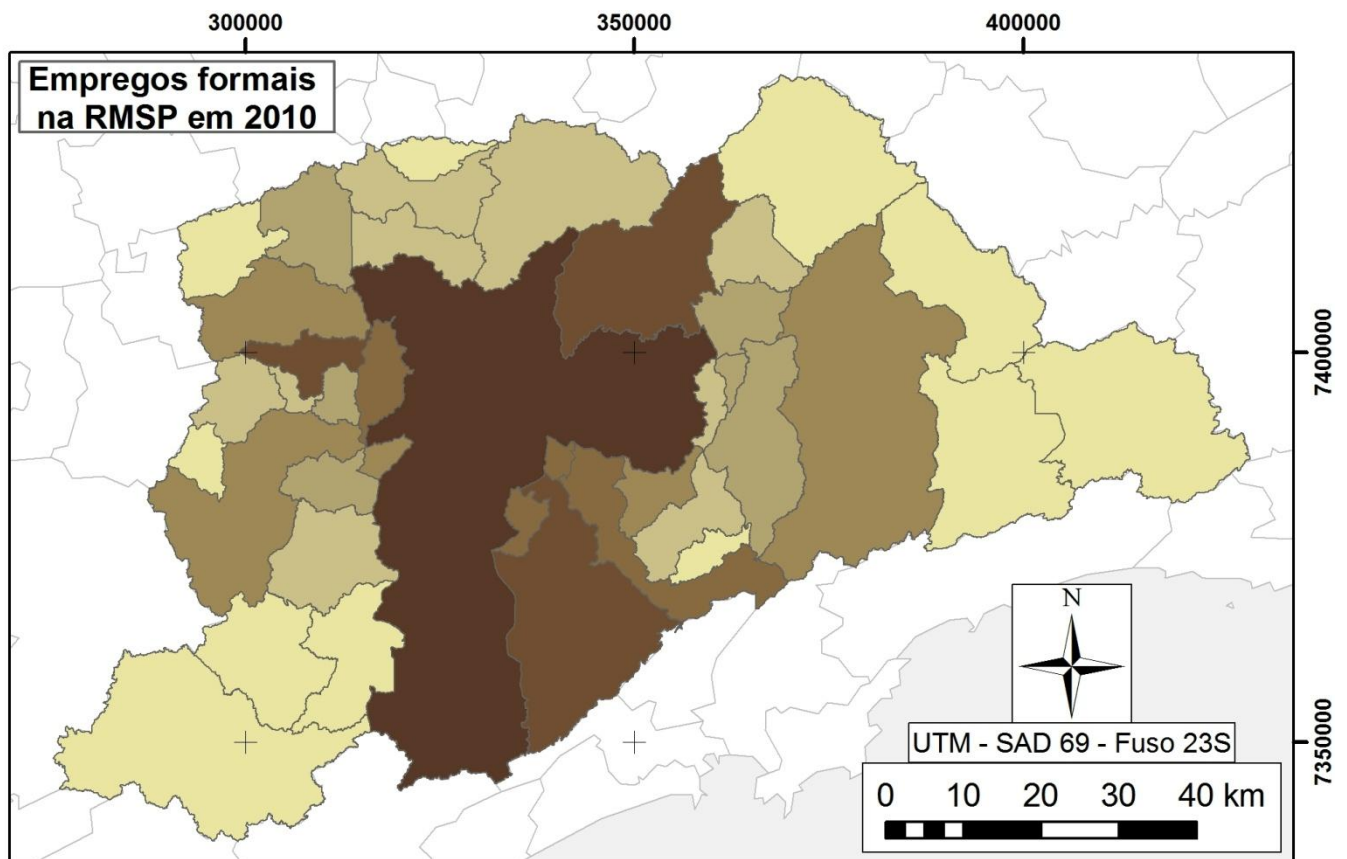 300000 350000 400000
Empregos formais
na RMSP em 2010
7400000
N
7350000
UTM - SAD 69 - Fuso 23S
0 10 20 30 40 km